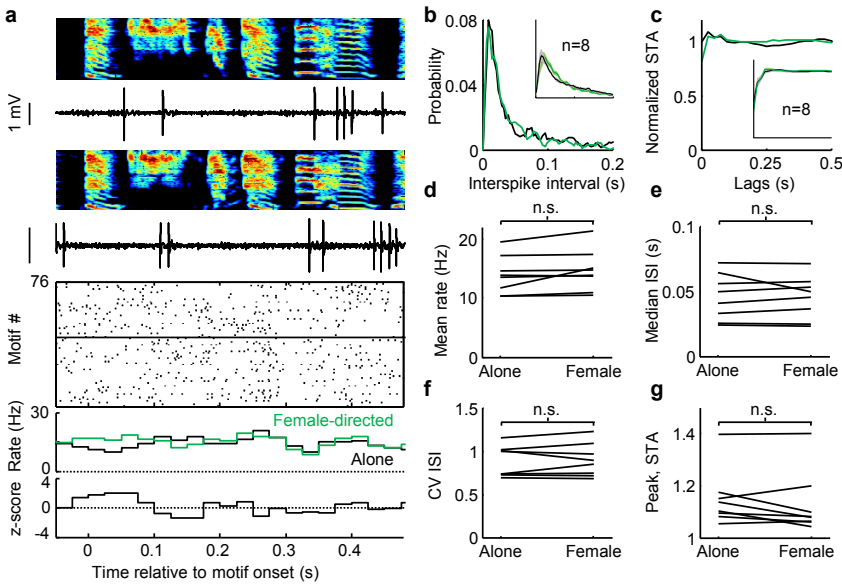 a
1 mV
76
Motif #
30
Rate (Hz)
0
Female-directed
Alone
4
z-score
0
-4
0 0.1 0.2 0.3 0.4
Time relative to motif onset (s)
b
0.08
0.04
0
Probability
n=8
0 0.1 0.2
Interspike interval (s)
c
1
0.5
0
Normalized STA
n=8
0 0.25 0.5
Lags (s)
d
n.s.
20
10
0
Mean rate (Hz)
Alone Female
e
n.s.
0.1
0.05
0
Median ISI (s)
Alone Female
f
n.s.
1.5
1
0.5
0
CV ISI
Alone Female
g
n.s.
1.4
1.2
1
Peak, STA
Alone Female